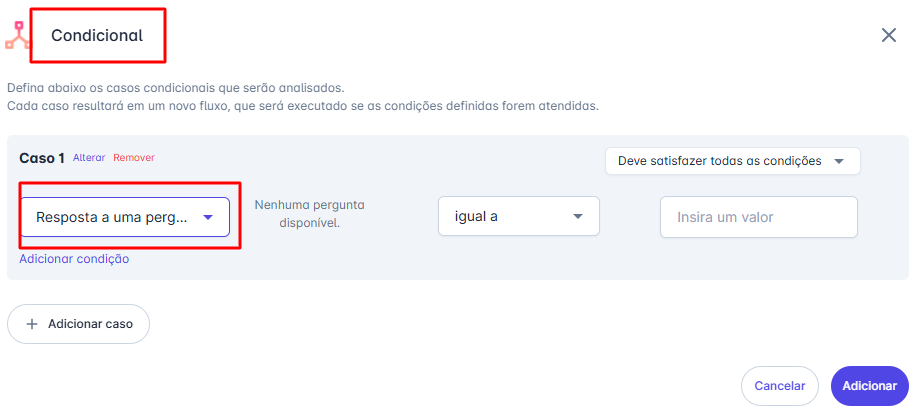 Condicional
Defina abaixo os casos condicionais que serão analisados.
Cada caso resultará em um novo fluxo, que será executado se as condições definidas forem atendidas.
Caso 1 Alterar Remover
Deve satisfazer todas as condições
Resposta a uma perg...
Nenhuma pergunta
disponível.
igual a
Insira um valor
Adicionar condição
+ Adicionar caso
Cancelar
Adicionar